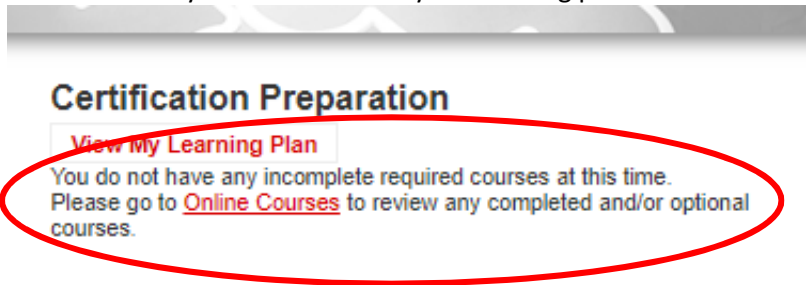 Certification Preparation
View My Learning Plan
You do not have any incomplete required courses at this time.
Please go to Online Courses to review any completed and/or optional
courses.